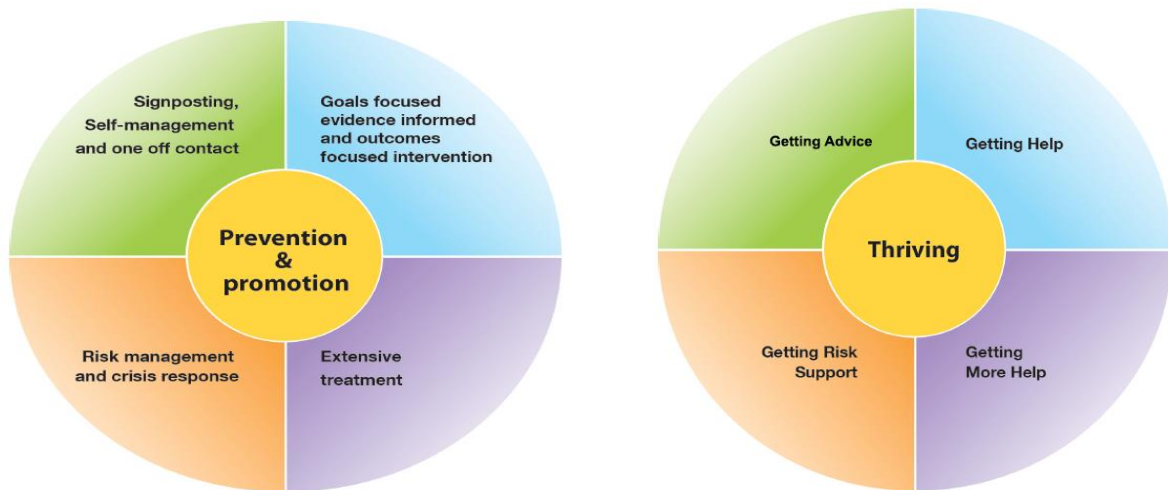 Signposting,
Self-management
and one off contact
Goals focused
evidence informed
and outcomes
focused intervention
Prevention
&
promotion
Risk management
and crisis response
Extensive
treatment
Getting Advice
Getting Help
Thriving
Getting Risk
Support
Getting
More Help